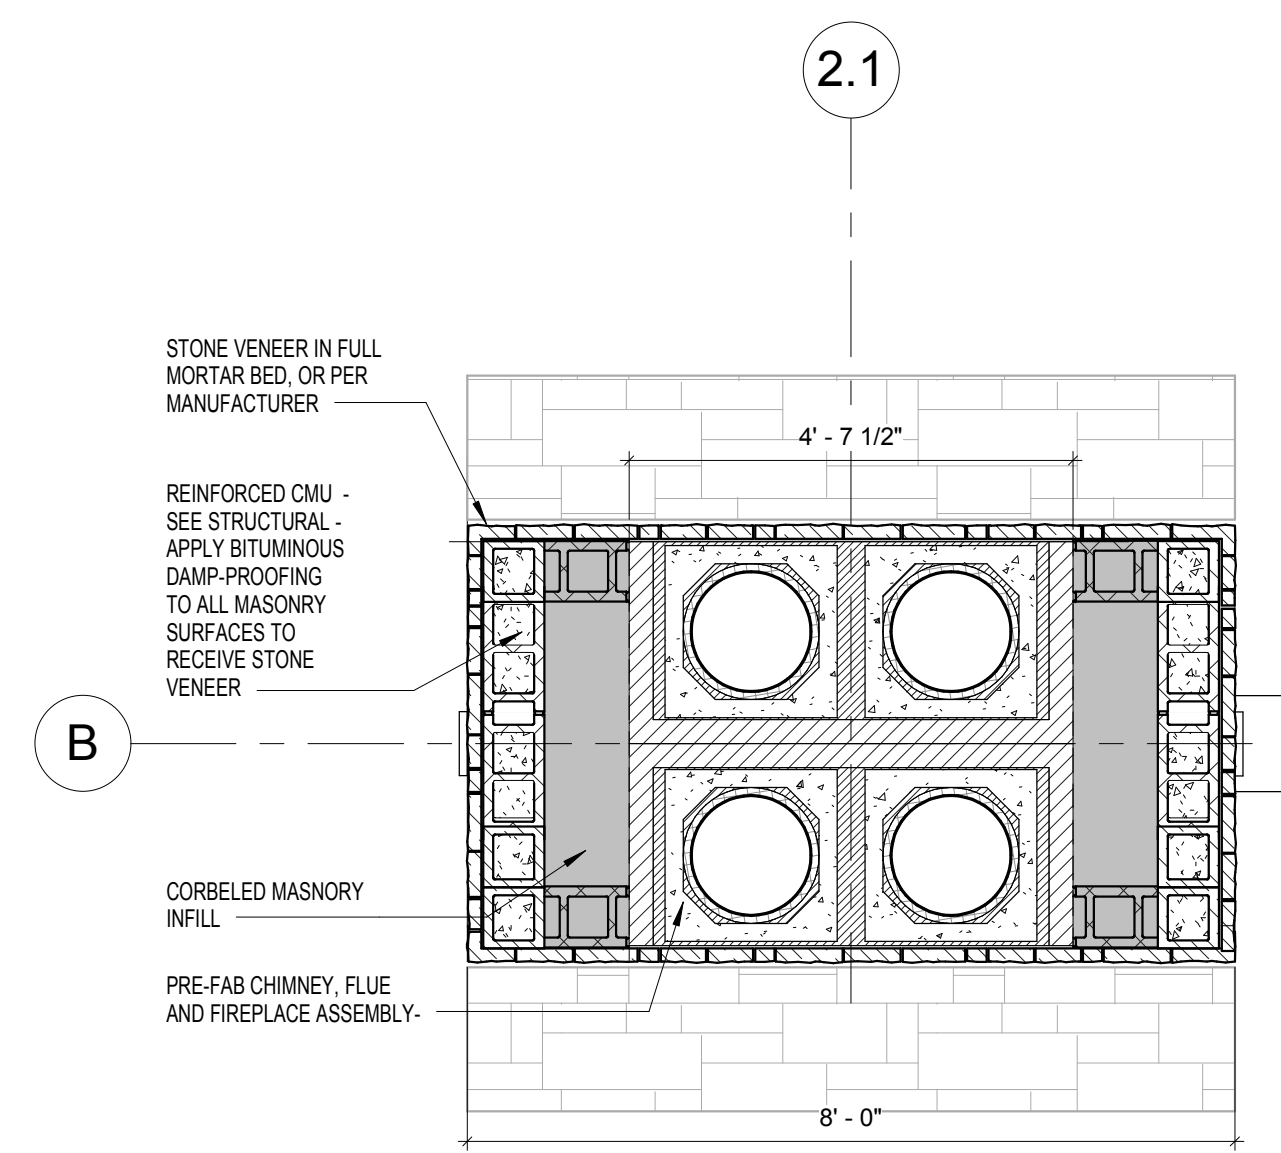 2.1
STONE VENEER IN FULL
MORTAR BED, OR PER
MANUFACTURER
4' - 7 1/2"
REINFORCED CMU -
SEE STRUCTURAL -
APPLY BITUMINOUS
DAMP-PROOFING
TO ALL MASONRY
SURFACES TO
RECEIVE STONE
VENEER
B
CORBELED MASNORY
INFILL
PRE-FAB CHIMNEY, FLUE
AND FIREPLACE ASSEMBLY-
8' - 0"